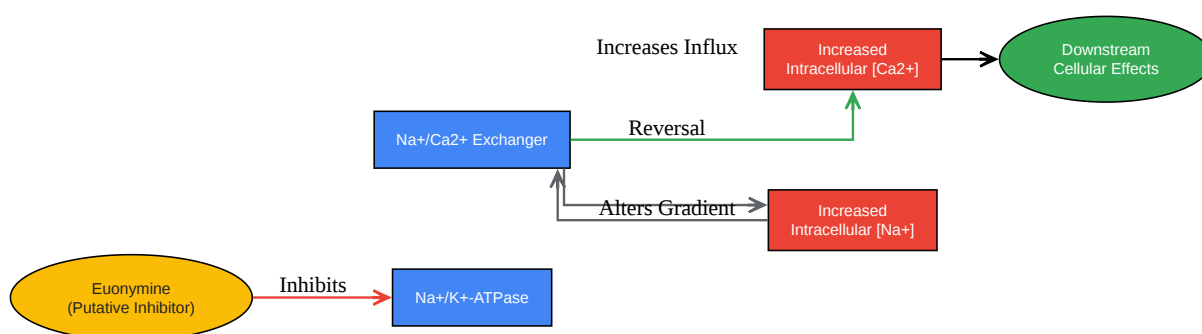 Increases Influx
Increased
Intracellular [Ca2+]
Downstream
Cellular Effects
Na+/Ca2+ Exchanger
Reversal
Alters Gradient
Increased
Intracellular [Na+]
Euonymine
(Putative Inhibitor)
Inhibits
Na+/K+-ATPase